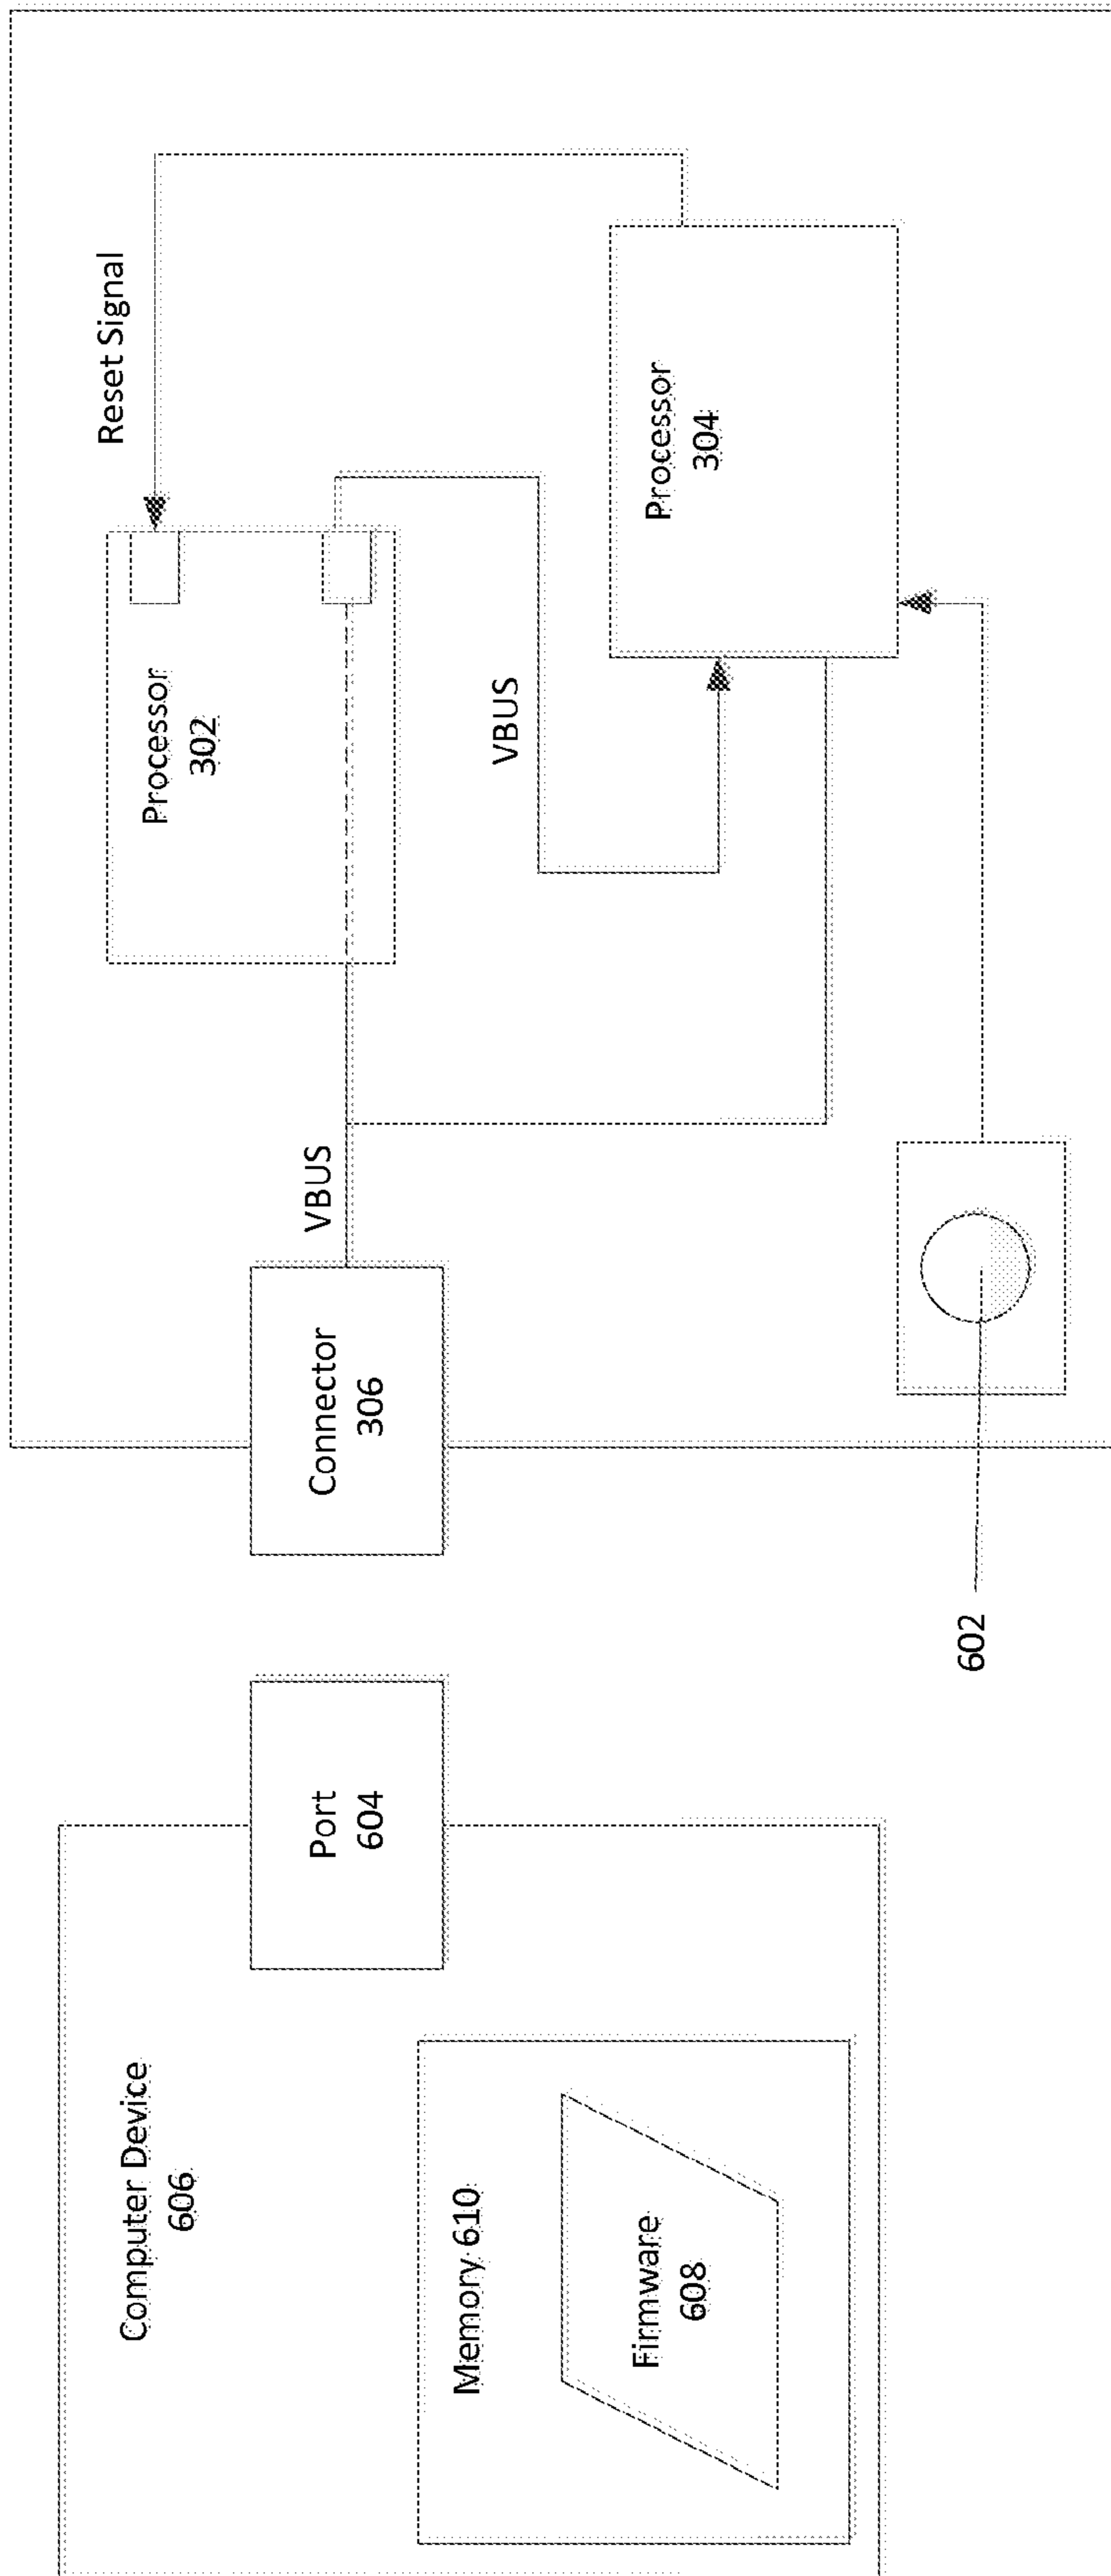 Computer Device
606
Memory 610
Firmware
608
Port
604
Connector
306
602
VBUS
Processor
302
VBUS
Reset Signal
Processor
304